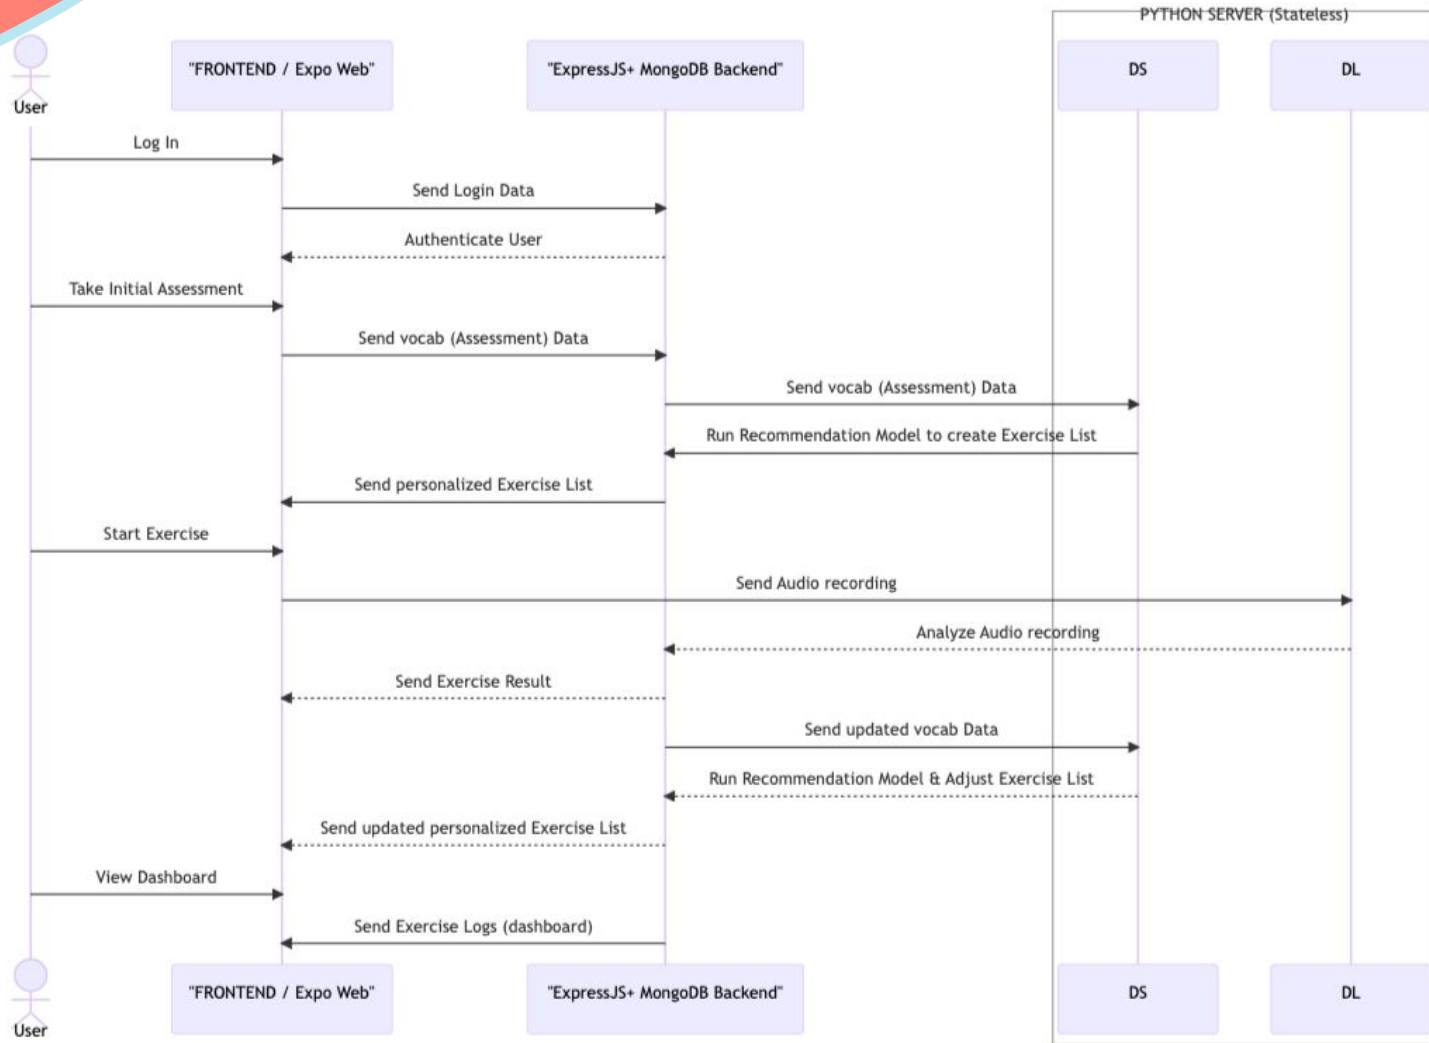 PYTHON SERVER (Stateless)
User
"FRONTEND / Expo Web"
"ExpressJS+ MongoDB Backend"
DS
DL
Log In
Send Login Data
Authenticate User
Take Initial Assessment
Send vocab (Assessment) Data
Send vocab (Assessment) Data
Run Recommendation Model to create Exercise List
Send personalized Exercise List
Start Exercise
Send Audio recording
Analyze Audio recording
Send Exercise Result
Send updated vocab Data
Run Recommendation Model & Adjust Exercise List
Send updated personalized Exercise List
View Dashboard
Send Exercise Logs (dashboard)
User
"FRONTEND / Expo Web"
"ExpressJS+ MongoDB Backend"
DS
DL